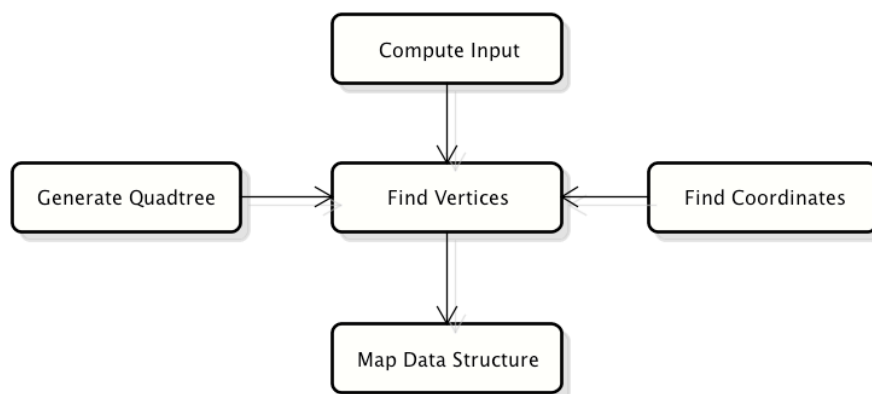 Compute Input
Generate Quadtree
Find Vertices
Find Coordinates
Map Data Structure